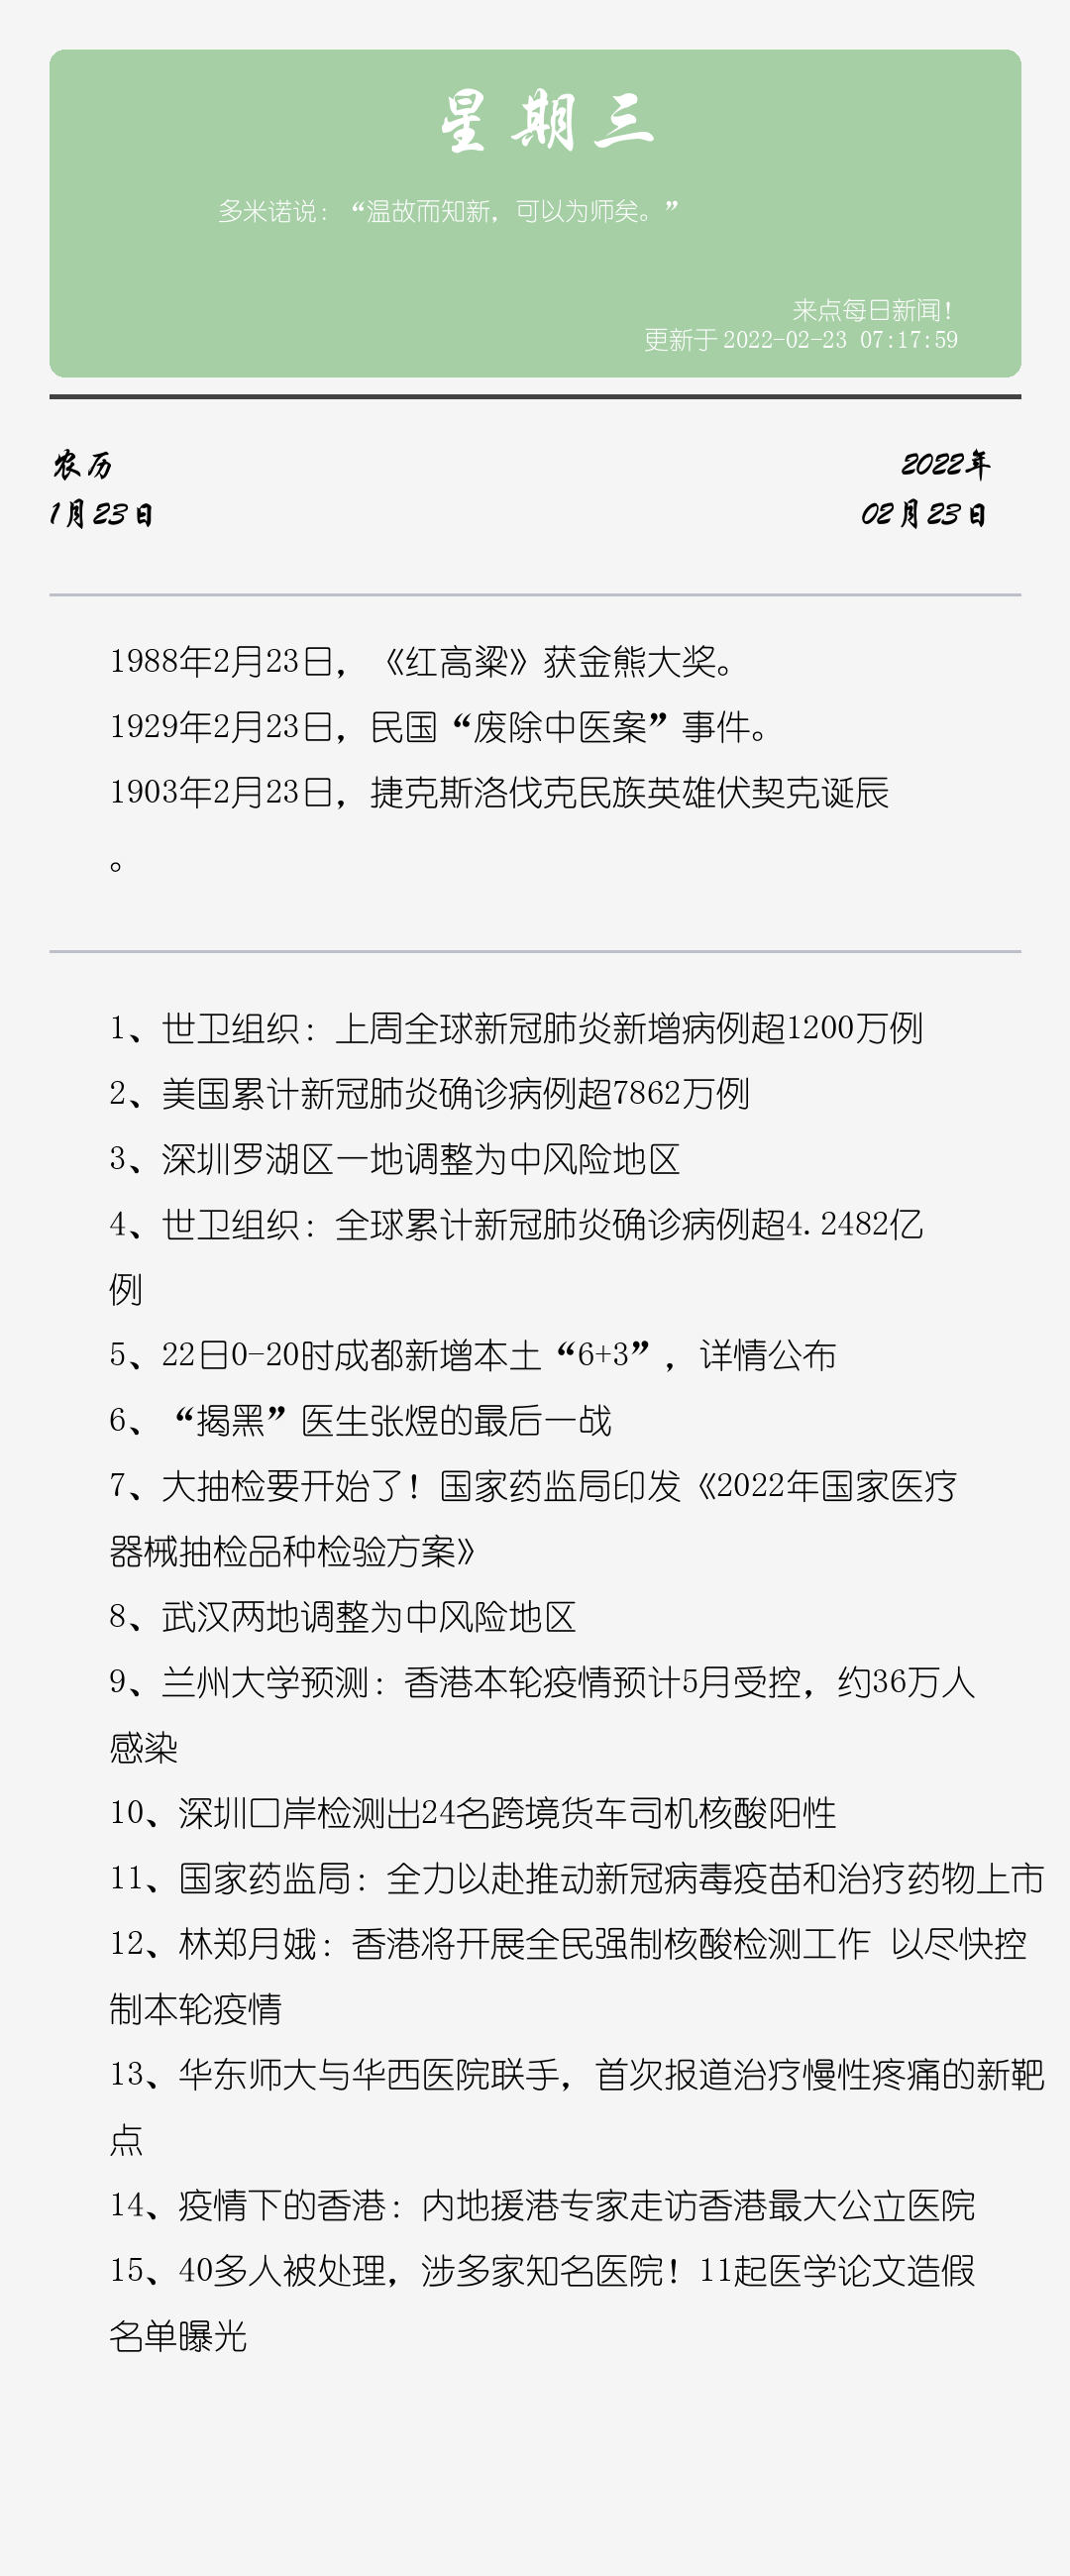 星期三
多米诺说：“温故而知新，可以为师矣。”
来点每日新闻！
更新于 2022-02-23 07:17:59
农历
2022年
1月23日
02月23日
1988年2月23日，《红高粱》获金熊大奖。
1929年2月23日，民国“废除中医案”事件。
1903年2月23日，捷克斯洛伐克民族英雄伏契克诞辰
。
1、世卫组织：上周全球新冠肺炎新增病例超1200万例
2、美国累计新冠肺炎确诊病例超7862万例
3、深圳罗湖区一地调整为中风险地区
4、世卫组织：全球累计新冠肺炎确诊病例超4.2482亿
例
5、22日0-20时成都新增本土“6+3”，详情公布
6、“揭黑”医生张煜的最后一战
7、大抽检要开始了！国家药监局印发《2022年国家医疗
器械抽检品种检验方案》
8、武汉两地调整为中风险地区
9、兰州大学预测：香港本轮疫情预计5月受控，约36万人
感染
10、深圳口岸检测出24名跨境货车司机核酸阳性
11、国家药监局：全力以赴推动新冠病毒疫苗和治疗药物上市
12、林郑月娥：香港将开展全民强制核酸检测工作 以尽快控
制本轮疫情
13、华东师大与华西医院联手，首次报道治疗慢性疼痛的新靶
点
14、疫情下的香港：内地援港专家走访香港最大公立医院
15、40多人被处理，涉多家知名医院！11起医学论文造假
名单曝光